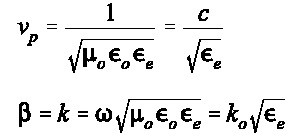 v_p = 1/√(μ_o ϵ_o ϵ_e) = c/√ϵ_e
β = k = ω√(μ_o ϵ_o ϵ_e) = k_o√ϵ_e